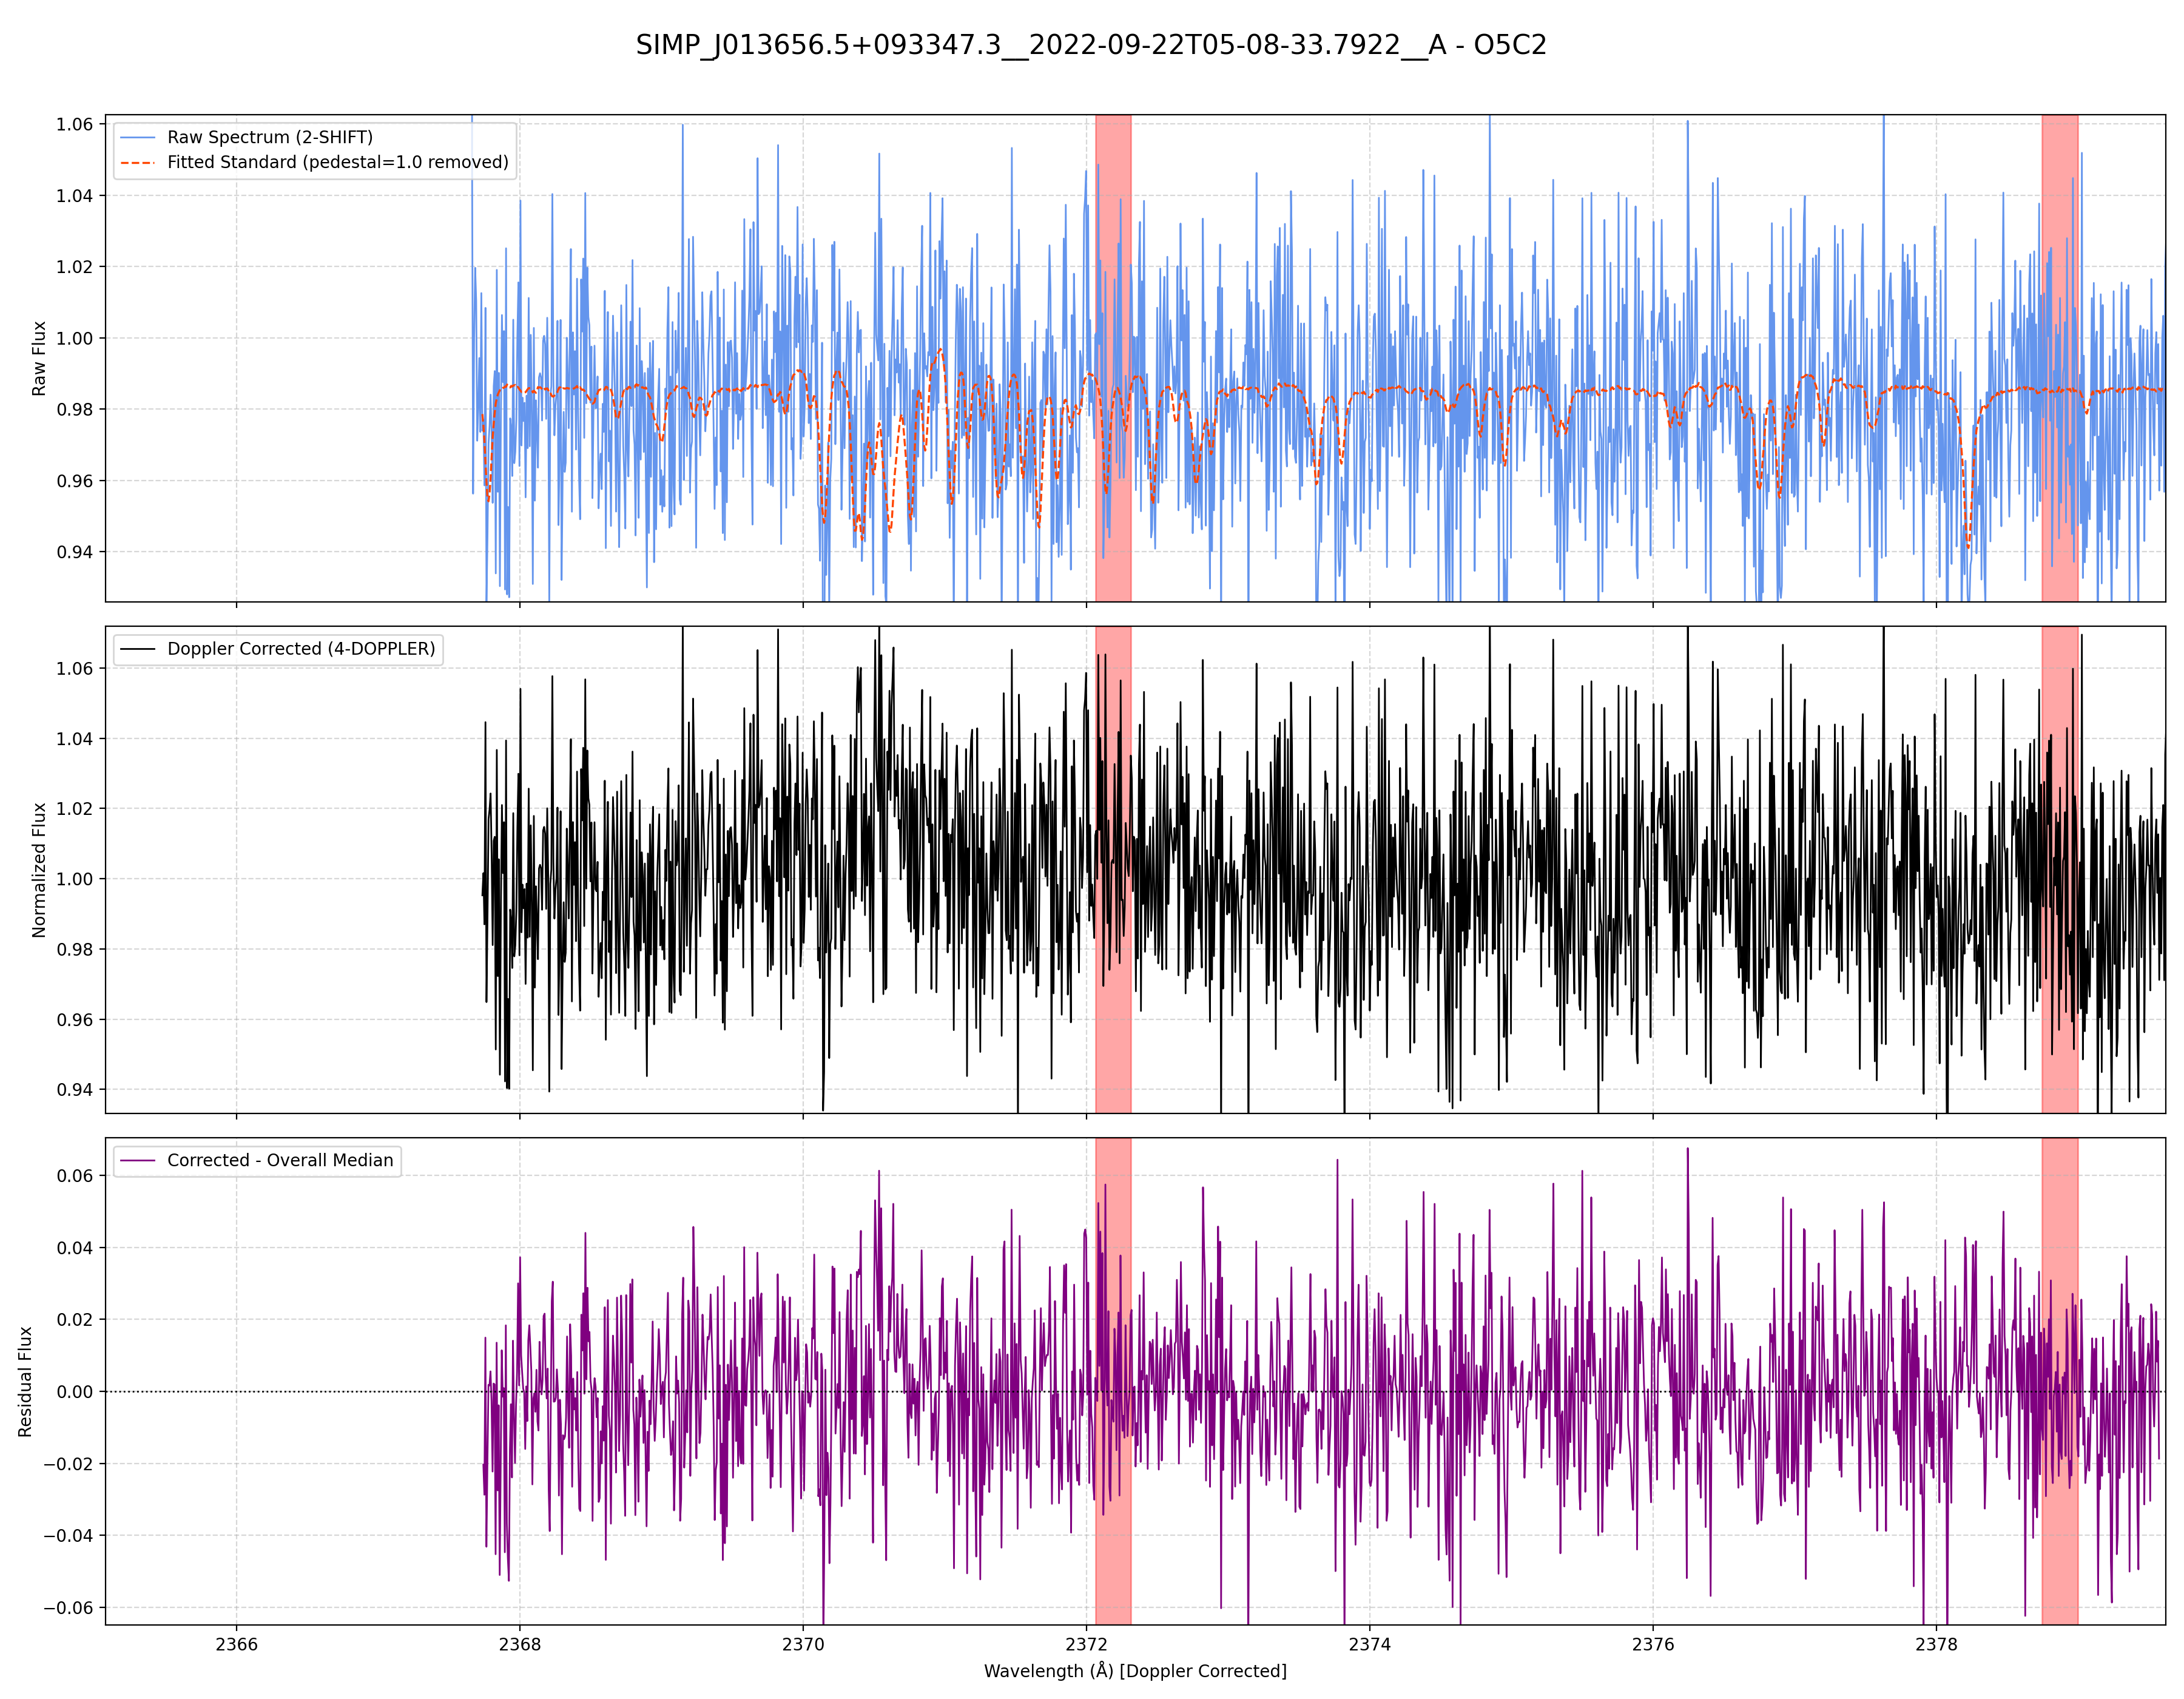 SIMP_J013656.5+093347.3__2022-09-22T05-08-33.7922__A - O5C2
Raw Spectrum (2-SHIFT)
Fitted Standard (pedestal=1.0 removed)
1.06
1.04
1.02
1.00
0.98
0.96
0.94
Raw Flux
Doppler Corrected (4-DOPPLER)
1.06
1.04
1.02
1.00
0.98
0.96
0.94
Normalized Flux
Corrected - Overall Median
0.06
0.04
0.02
0.00
−0.02
−0.04
−0.06
Residual Flux
2366 2368 2370 2372 2374 2376 2378
Wavelength (Å) [Doppler Corrected]